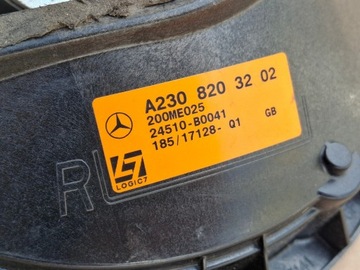 A230 820 32 02
200ME025
24510-B0041
185/17128- Q1 GB
LOGIC7
R